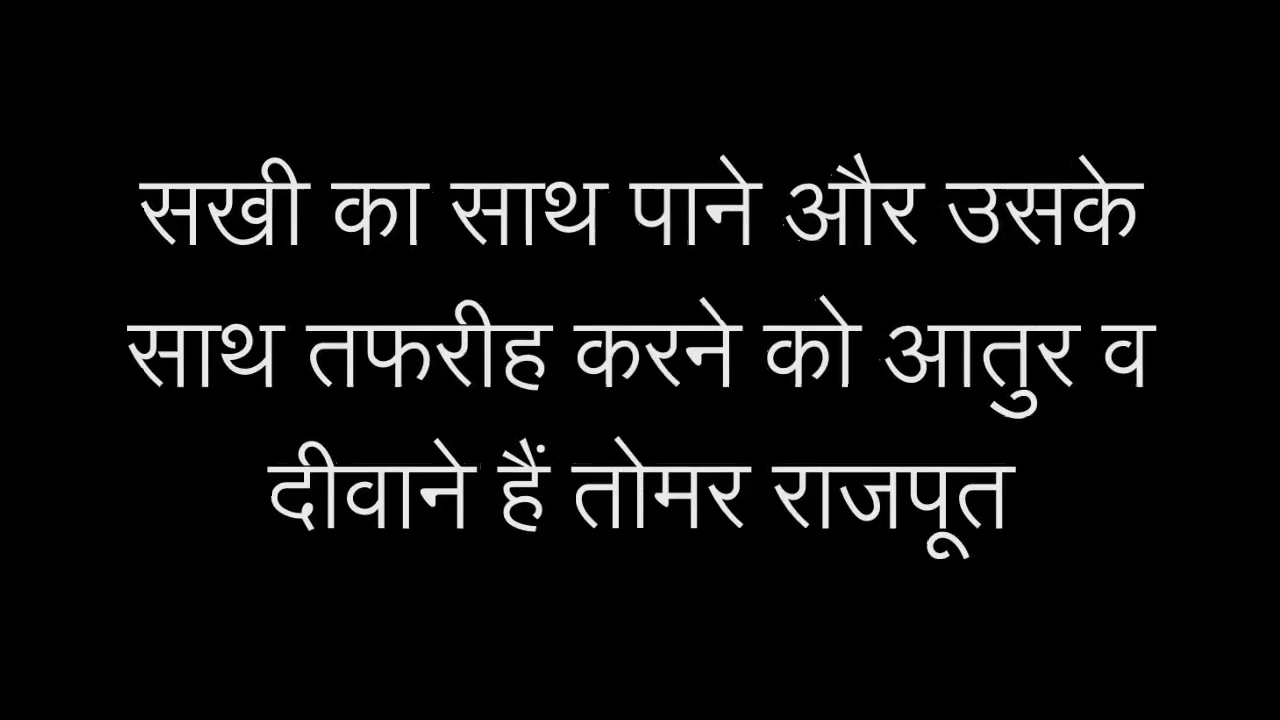 सखी का साथ पाने और उसके
साथ तफरीह करने को आतुर व
दीवाने हैं तोमर राजपूत